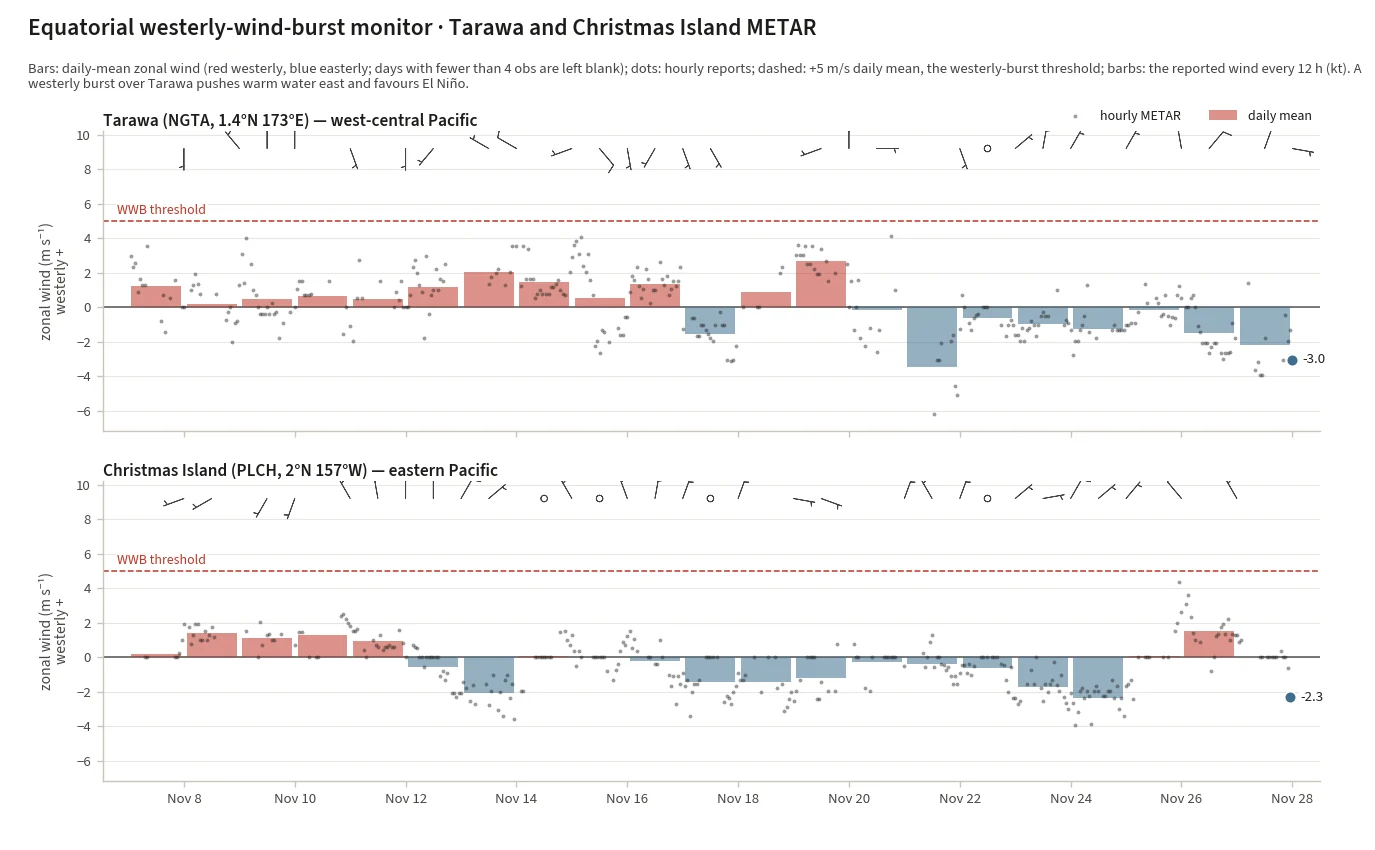 Equatorial westerly-wind-burst monitor · Tarawa and Christmas Island METAR
Bars: daily-mean zonal wind (red westerly, blue easterly; days with fewer than 4 obs are left blank); dots: hourly reports; dashed: +5 m/s daily mean, the westerly-burst threshold; barbs: the reported wind every 12 h (kt). A
westerly burst over Tarawa pushes warm water east and favours El Niño.
Tarawa (NGTA, 1.4°N 173°E) — west-central Pacific
hourly METAR
daily mean
10
8
6
4
2
0
−2
−4
−6
zonal wind (m s⁻¹)
westerly +
WWB threshold
-3.0
Christmas Island (PLCH, 2°N 157°W) — eastern Pacific
10
8
6
4
2
0
−2
−4
−6
zonal wind (m s⁻¹)
westerly +
WWB threshold
-2.3
Nov 8
Nov 10
Nov 12
Nov 14
Nov 16
Nov 18
Nov 20
Nov 22
Nov 24
Nov 26
Nov 28